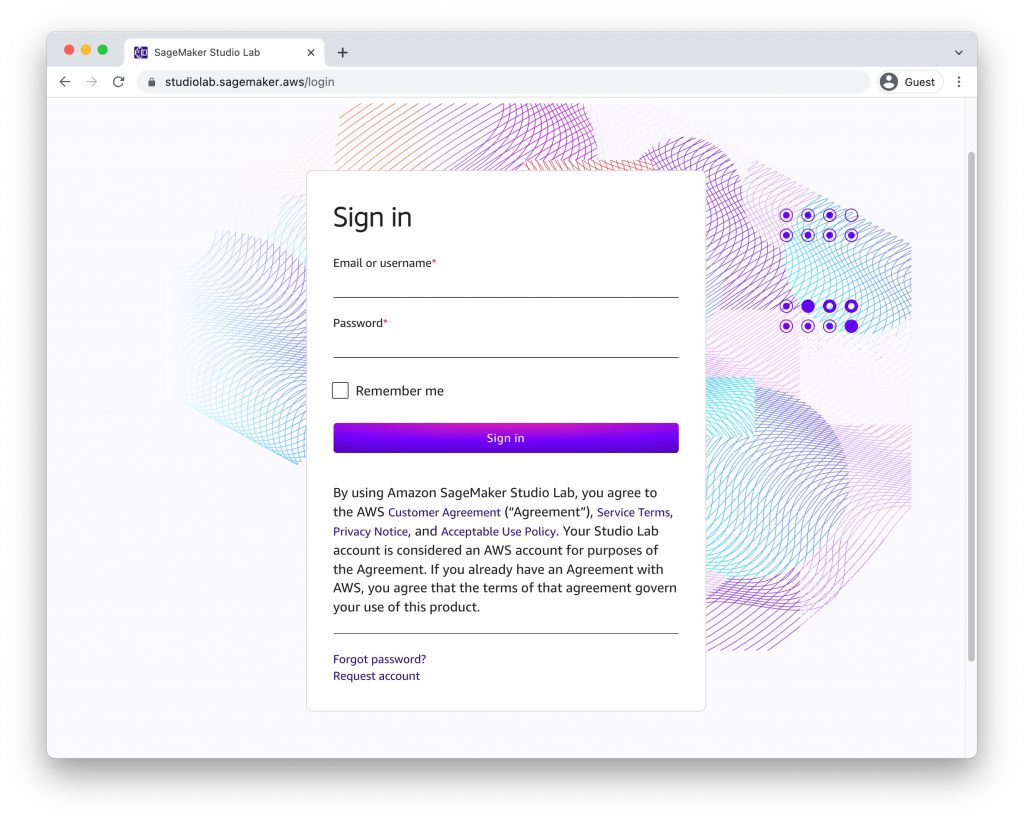 SageMaker Studio Lab
studiolab.sagemaker.aws/login
Guest
Sign in
Email or username*
Password*
Remember me
Sign in
By using Amazon SageMaker Studio Lab, you agree to
the AWS Customer Agreement (“Agreement”), Service Terms,
Privacy Notice, and Acceptable Use Policy. Your Studio Lab
account is considered an AWS account for purposes of
the Agreement. If you already have an Agreement with
AWS, you agree that the terms of that agreement govern
your use of this product.
Forgot password?
Request account